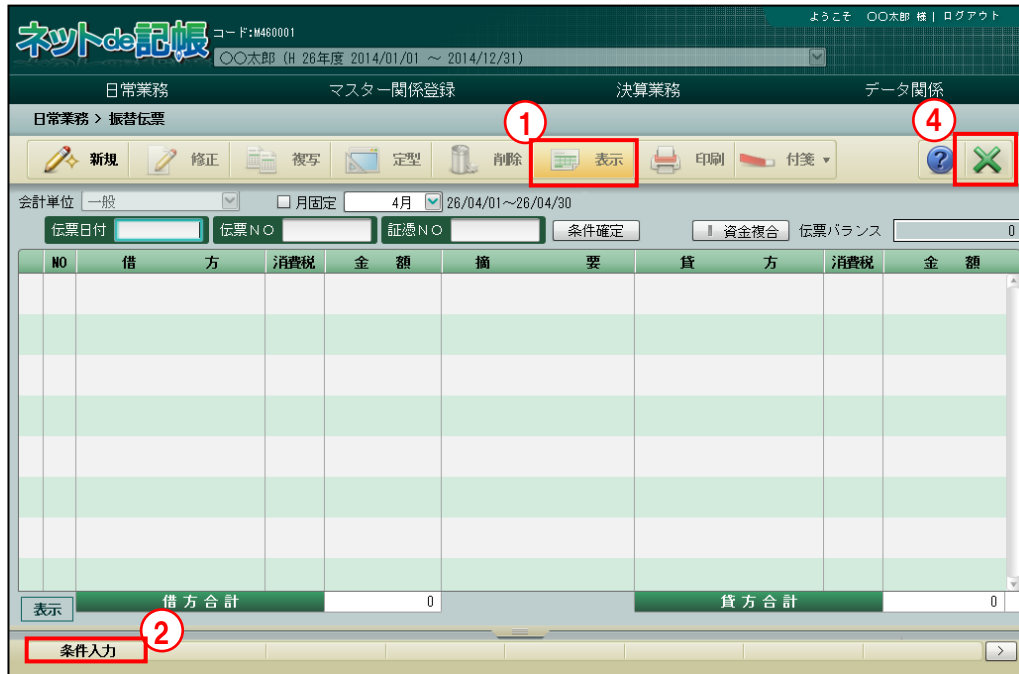 ようこそ 〇〇太郎 様 | ログアウト
ネットde記帳 コード:M460001
〇〇太郎 (H 26年度 2014/01/01 ～ 2014/12/31)
日常業務 マスター関係登録 決算業務 データ関係
日常業務 > 振替伝票
① ④
新規 修正 複写 定型 削除 表示 印刷 付箋 ▼ ?
会計単位 一般 月固定 4月 26/04/01～26/04/30
伝票日付 伝票NO 証憑NO 条件確定 資金複合 伝票バランス 0
NO 借方 消費税 金額 摘要 貸方 消費税 金額
表示 借方合計 0 貸方合計 0
②
条件入力 >